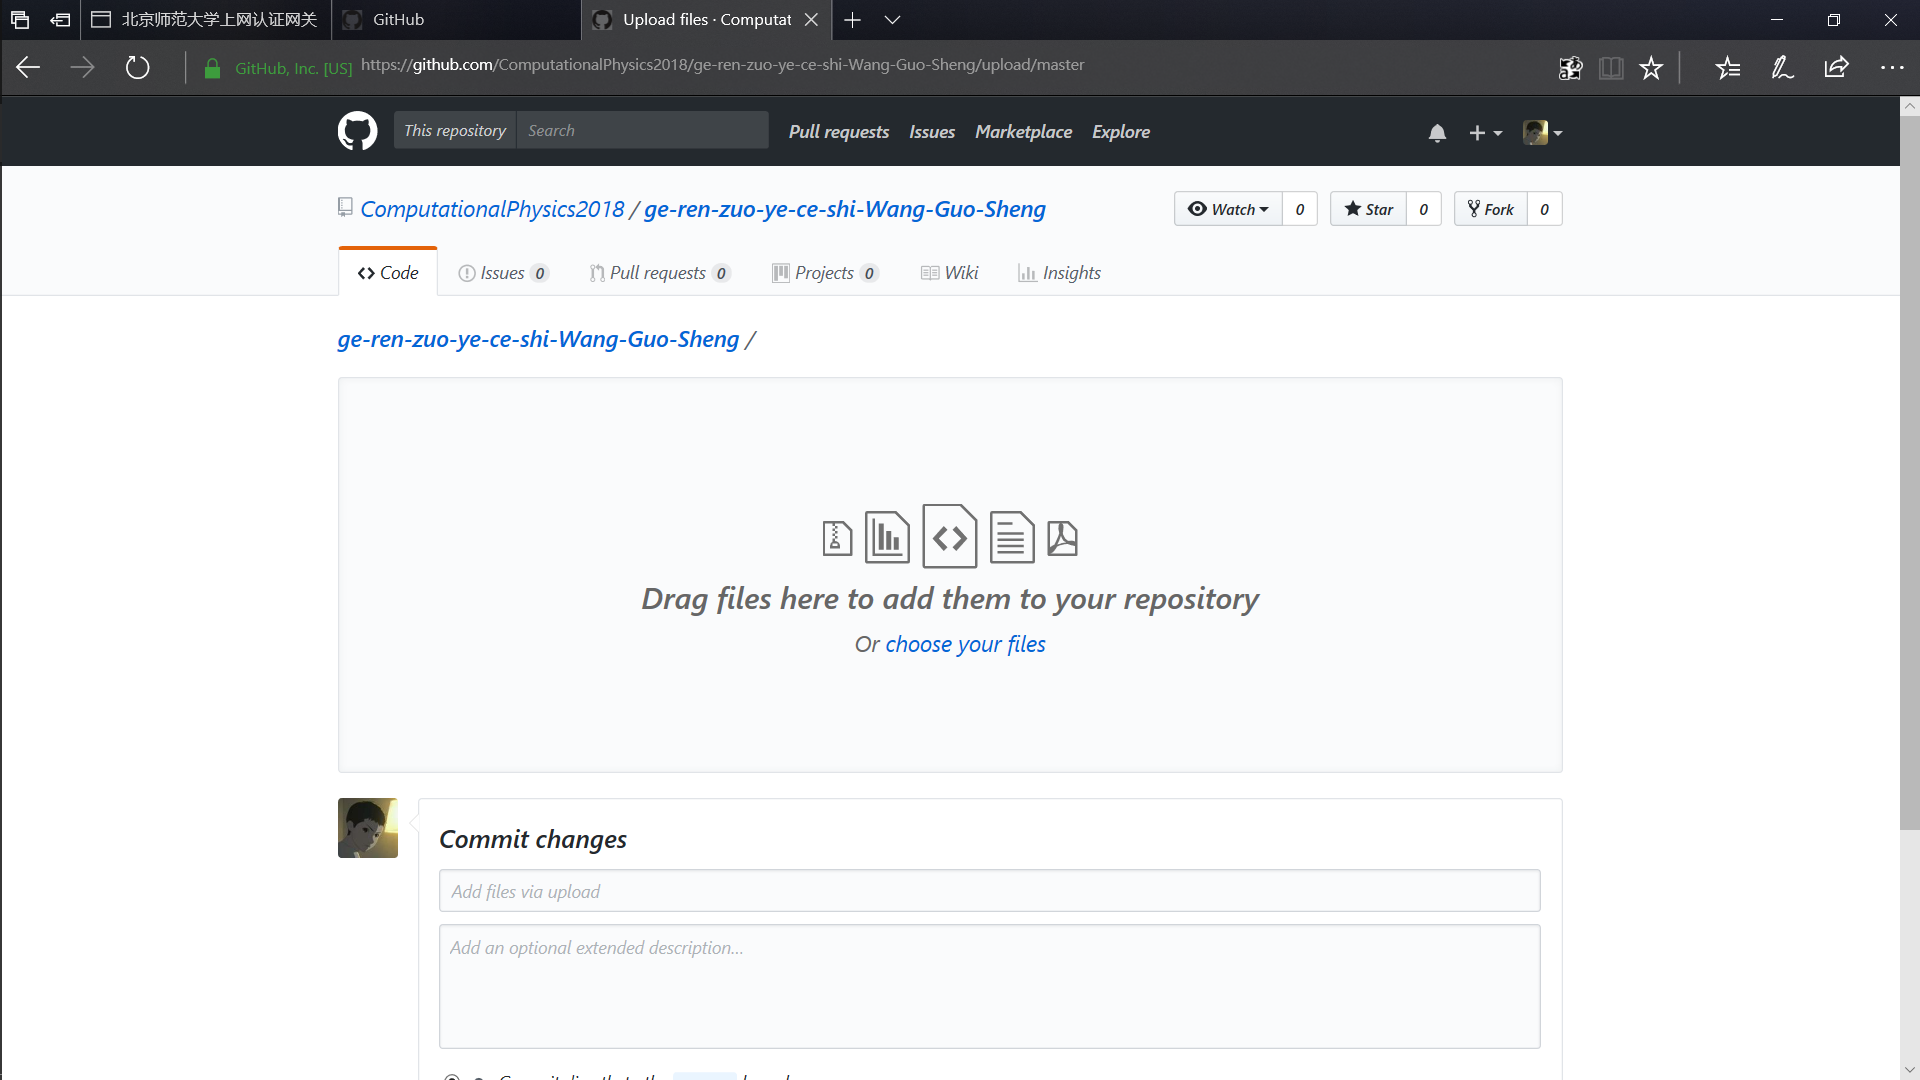 北京师范大学上网认证网关
GitHub
Upload files · Computat
GitHub, Inc. [US] https://github.com/ComputationalPhysics2018/ge-ren-zuo-ye-ce-shi-Wang-Guo-Sheng/upload/master
This repository Search Pull requests Issues Marketplace Explore
ComputationalPhysics2018 / ge-ren-zuo-ye-ce-shi-Wang-Guo-Sheng
Watch 0 Star 0 Fork 0
Code Issues 0 Pull requests 0 Projects 0 Wiki Insights
ge-ren-zuo-ye-ce-shi-Wang-Guo-Sheng /
Drag files here to add them to your repository
Or choose your files
Commit changes
Add files via upload
Add an optional extended description...